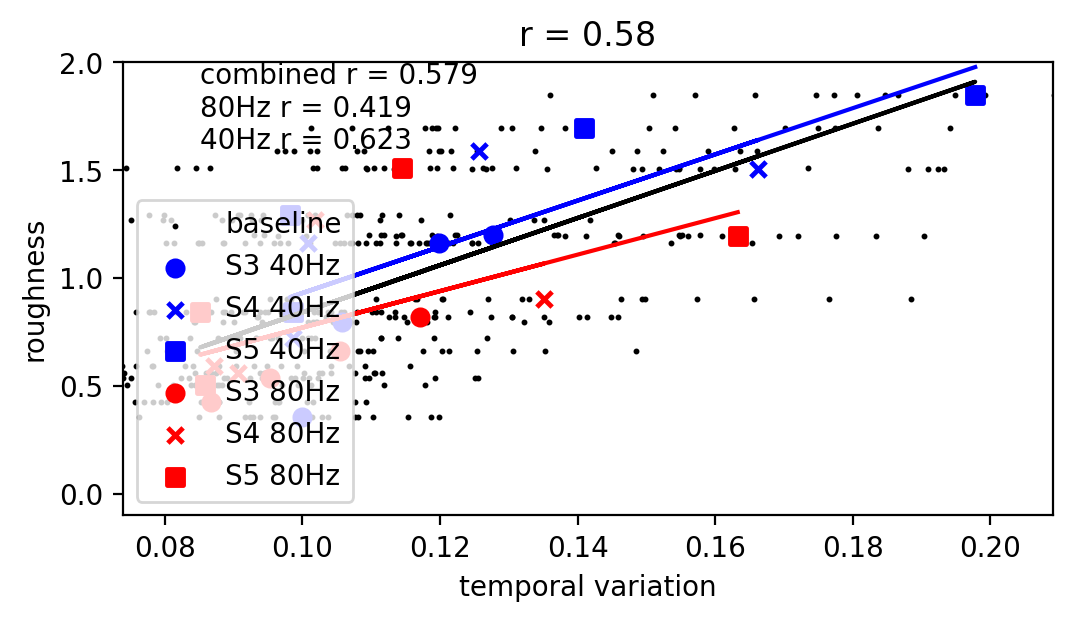 r = 0.58
combined r = 0.579
80Hz r = 0.419
40Hz r = 0.623
2.0
1.5
1.0
0.5
0.0
roughness
baseline
S3 40Hz
S4 40Hz
S5 40Hz
S3 80Hz
S4 80Hz
S5 80Hz
0.08 0.10 0.12 0.14 0.16 0.18 0.20
temporal variation